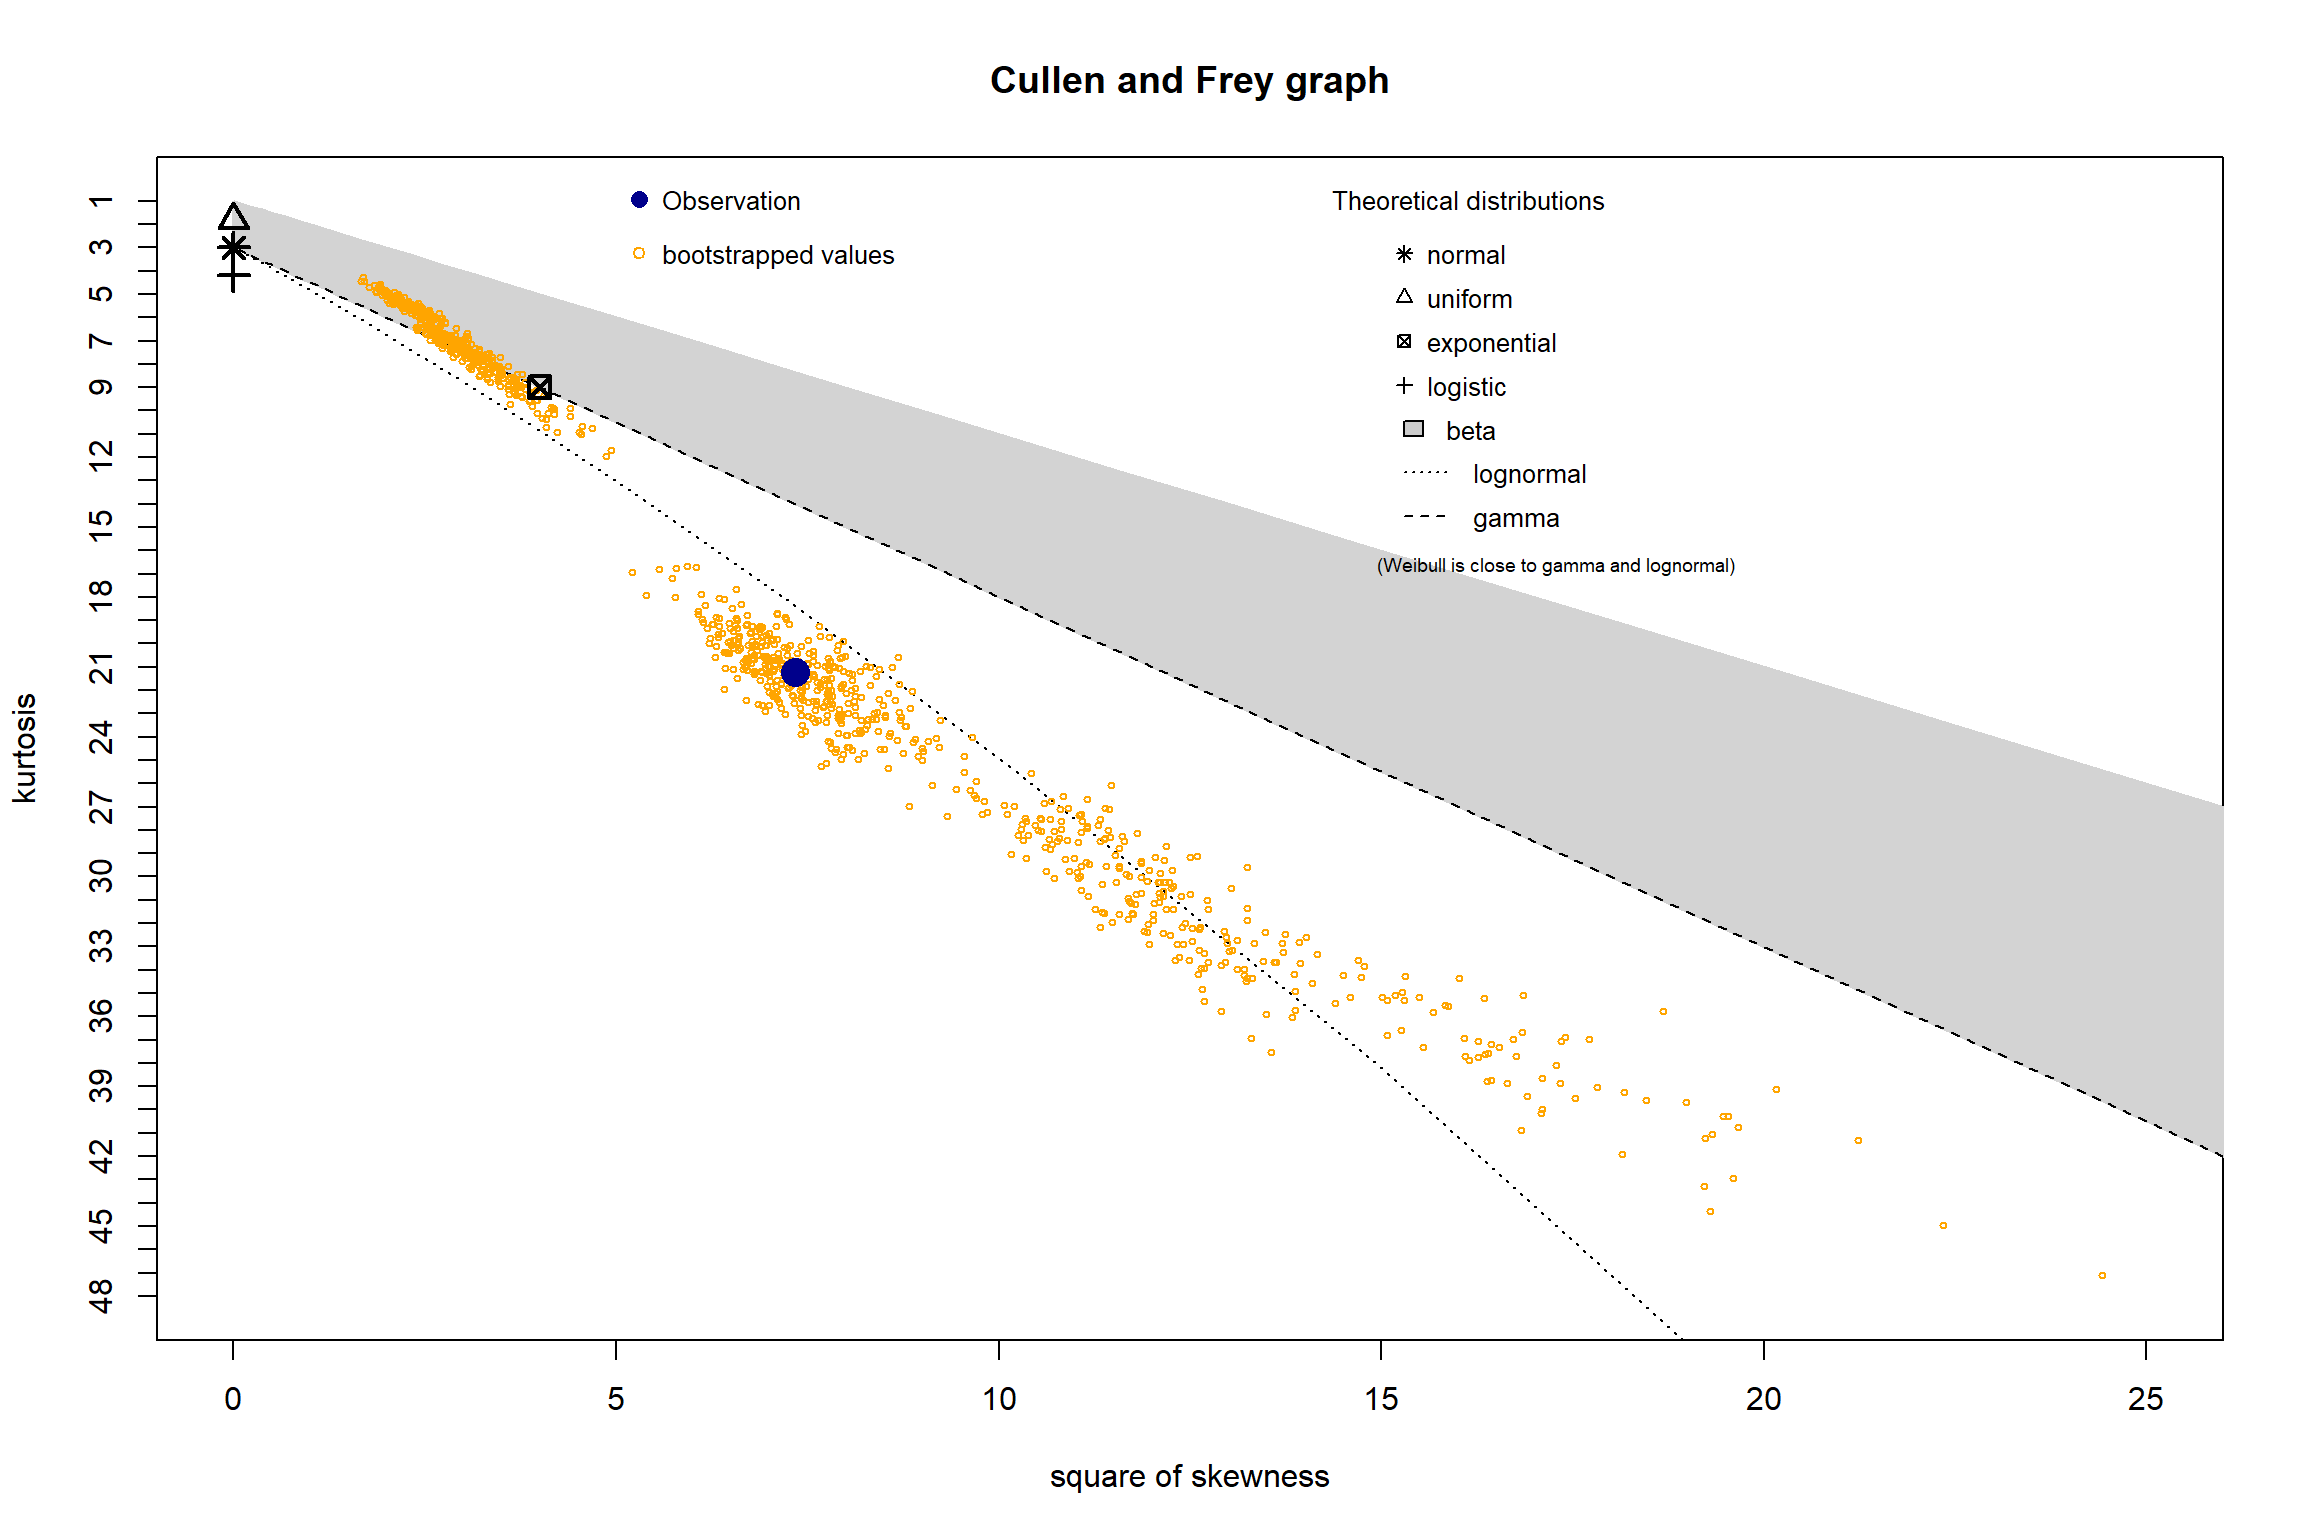 Cullen and Frey graph
Observation
bootstrapped values
Theoretical distributions
normal
uniform
exponential
logistic
beta
lognormal
gamma
(Weibull is close to gamma and lognormal)
kurtosis
1
3
5
7
9
12
15
18
21
24
27
30
33
36
39
42
45
48
0 5 10 15 20 25
square of skewness